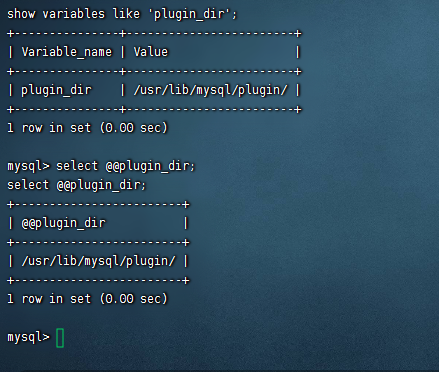 show variables like 'plugin_dir';
+---------------+------------------------+
| Variable_name | Value                  |
+---------------+------------------------+
| plugin_dir    | /usr/lib/mysql/plugin/ |
+---------------+------------------------+
1 row in set (0.00 sec)

mysql> select @@plugin_dir;
select @@plugin_dir;
+------------------------+
| @@plugin_dir           |
+------------------------+
| /usr/lib/mysql/plugin/ |
+------------------------+
1 row in set (0.00 sec)

mysql>